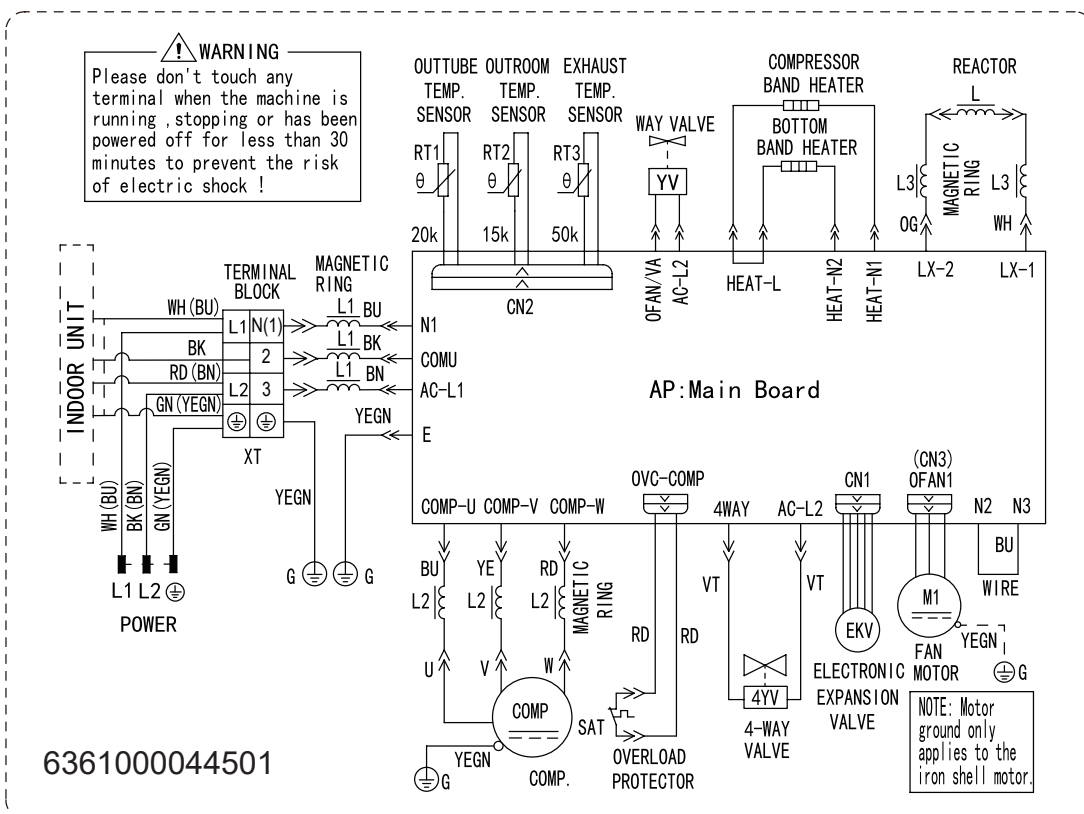 WARNING
Please don't touch any
terminal when the machine is
running ,stopping or has been
powered off for less than 30
minutes to prevent the risk
of electric shock !
OUTTUBE
TEMP.
SENSOR
OUTROOM
TEMP.
SENSOR
EXHAUST
TEMP.
SENSOR
RT1
RT2
RT3
θ
θ
θ
20k
15k
50k
CN2
WAY VALVE
YV
OFAN/VA
AC-L2
COMPRESSOR
BAND HEATER
BOTTOM
BAND HEATER
HEAT-L
HEAT-N2
HEAT-N1
REACTOR
L
L3
MAGNETIC
RING
L3
OG
WH
LX-2
LX-1
INDOOR UNIT
WH(BU)
BK
RD(BN)
GN(YEGN)
TERMINAL
BLOCK
L1
N(1)
2
L2
3
XT
MAGNETIC
RING
L1
BU
L1
BK
L1
BN
N1
COMU
AC-L1
YEGN
E
AP:Main Board
WH(BU)
BK(BN)
GN(YEGN)
L1
L2
POWER
YEGN
G
G
COMP-U
COMP-V
COMP-W
BU
YE
RD
L2
L2
L2
MAGNETIC
RING
U
V
W
COMP
YEGN
G
COMP.
OVC-COMP
RD
RD
SAT
OVERLOAD
PROTECTOR
4WAY
AC-L2
VT
VT
4YV
4-WAY
VALVE
CN1
EKV
ELECTRONIC
EXPANSION
VALVE
(CN3)
OFAN1
M1
YEGN
FAN
MOTOR
G
N2
N3
BU
WIRE
NOTE: Motor
ground only
applies to the
iron shell motor.
6361000044501